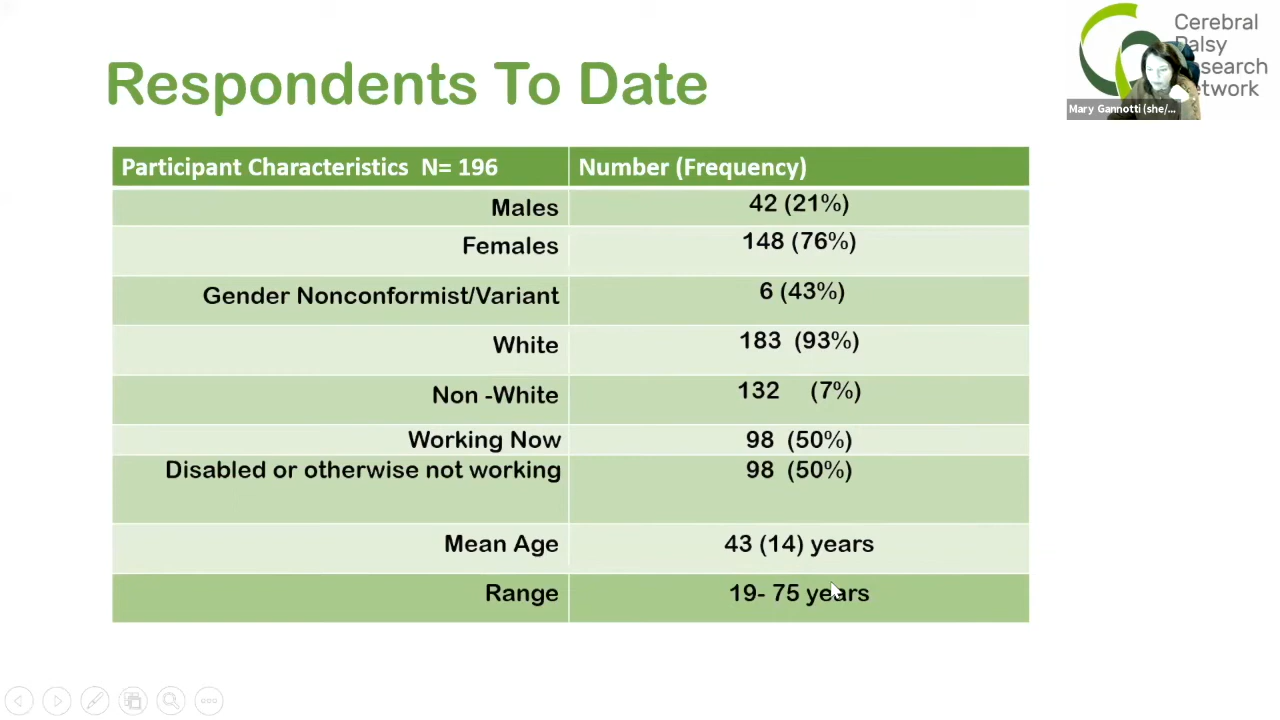 Respondents To Date
Cerebral
Palsy
Research
Network
Mary Gannotti (she/...
Participant Characteristics N= 196 Number (Frequency)
Males 42 (21%)
Females 148 (76%)
Gender Nonconformist/Variant 6 (43%)
White 183 (93%)
Non -White 132 (7%)
Working Now 98 (50%)
Disabled or otherwise not working 98 (50%)
Mean Age 43 (14) years
Range 19- 75 years